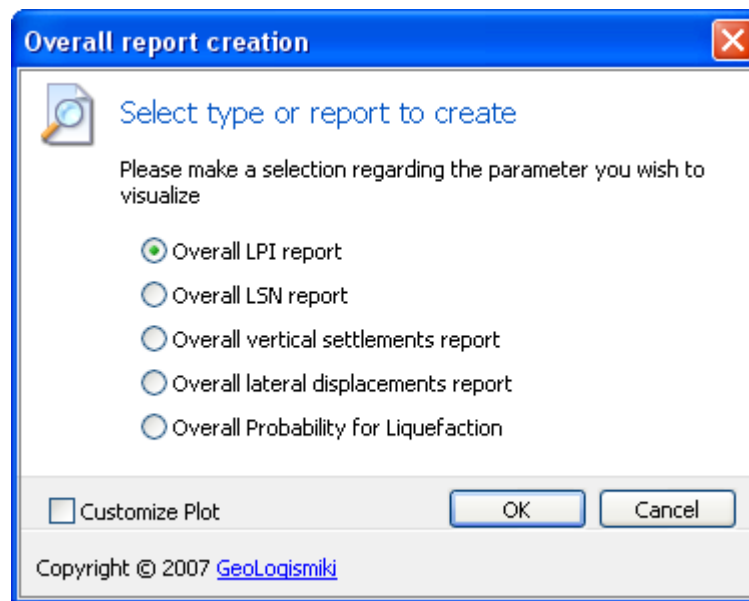 Overall report creation
Select type or report to create
Please make a selection regarding the parameter you wish to
visualize
Overall LPI report
Overall LSN report
Overall vertical settlements report
Overall lateral displacements report
Overall Probability for Liquefaction
Customize Plot
OK
Cancel
Copyright © 2007 GeoLogismiki